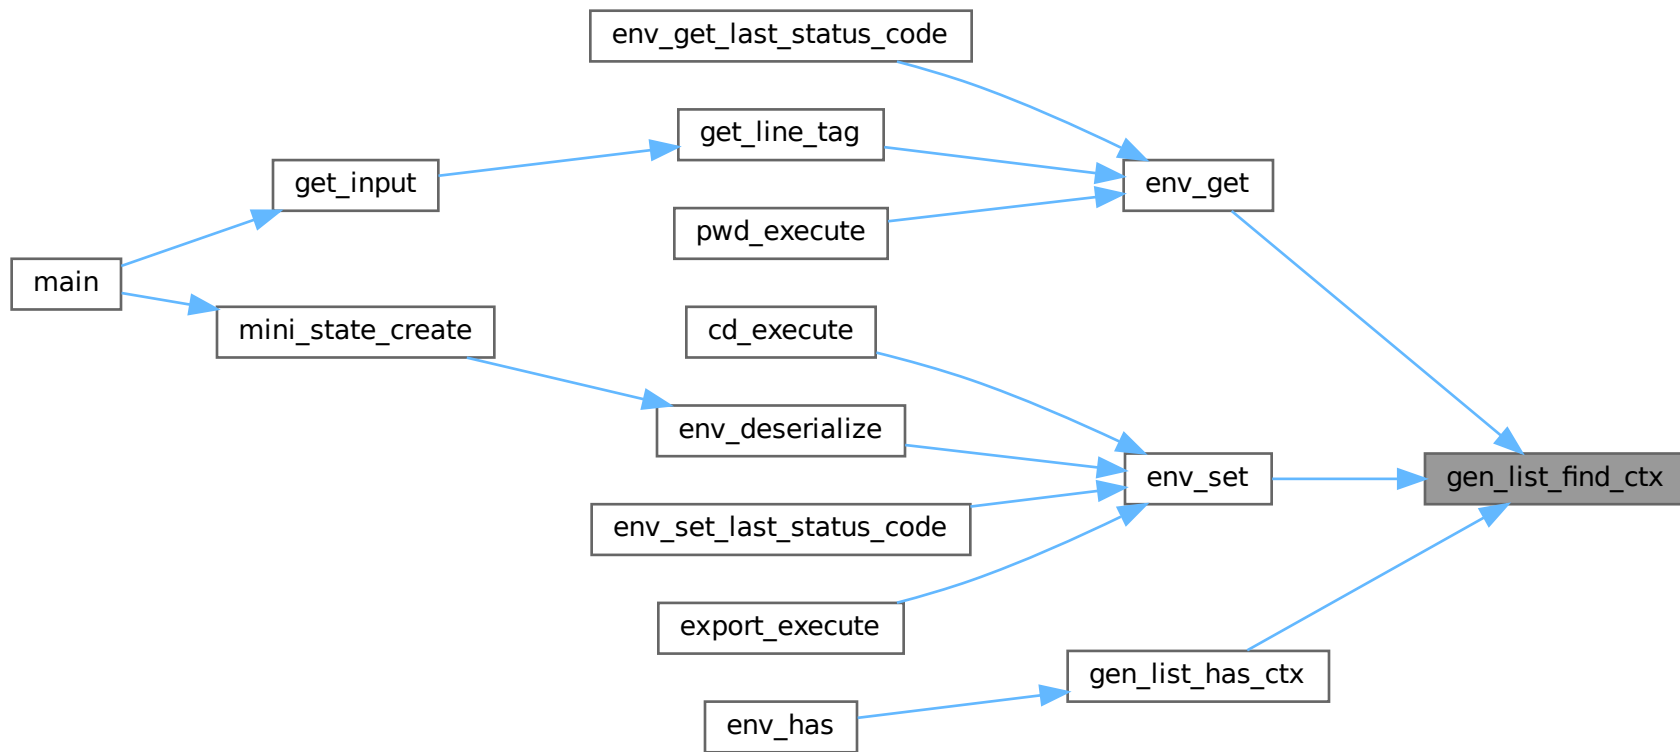 env_get_last_status_code
get_line_tag
get_input
env_get
pwd_execute
main
mini_state_create
cd_execute
env_deserialize
env_set
gen_list_find_ctx
env_set_last_status_code
export_execute
gen_list_has_ctx
env_has